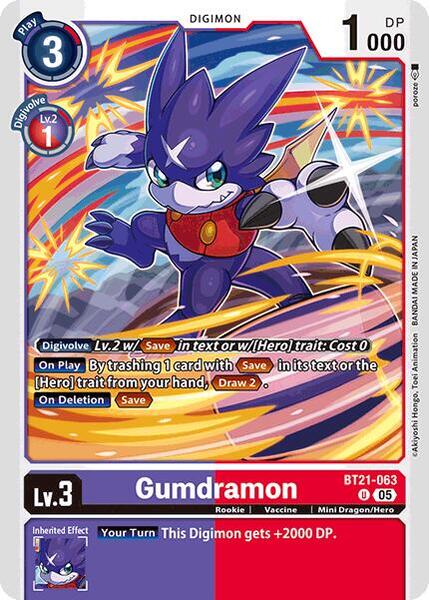 Play
3
DIGIMON
1000
DP
Digivolve
Lv.2
1
poroze
Digivolve Lv.2 w/ Save in text or w/[Hero] trait: Cost 0
On Play By trashing 1 card with Save in its text or the
[Hero] trait from your hand, Draw 2.
On Deletion Save
©Akiyoshi Hongo, Toei Animation BANDAI MADE IN JAPAN
Lv.3
Gumdramon
BT21-063
U 05
Rookie | Vaccine | Mini Dragon/Hero
Inherited Effect
Your Turn This Digimon gets +2000 DP.